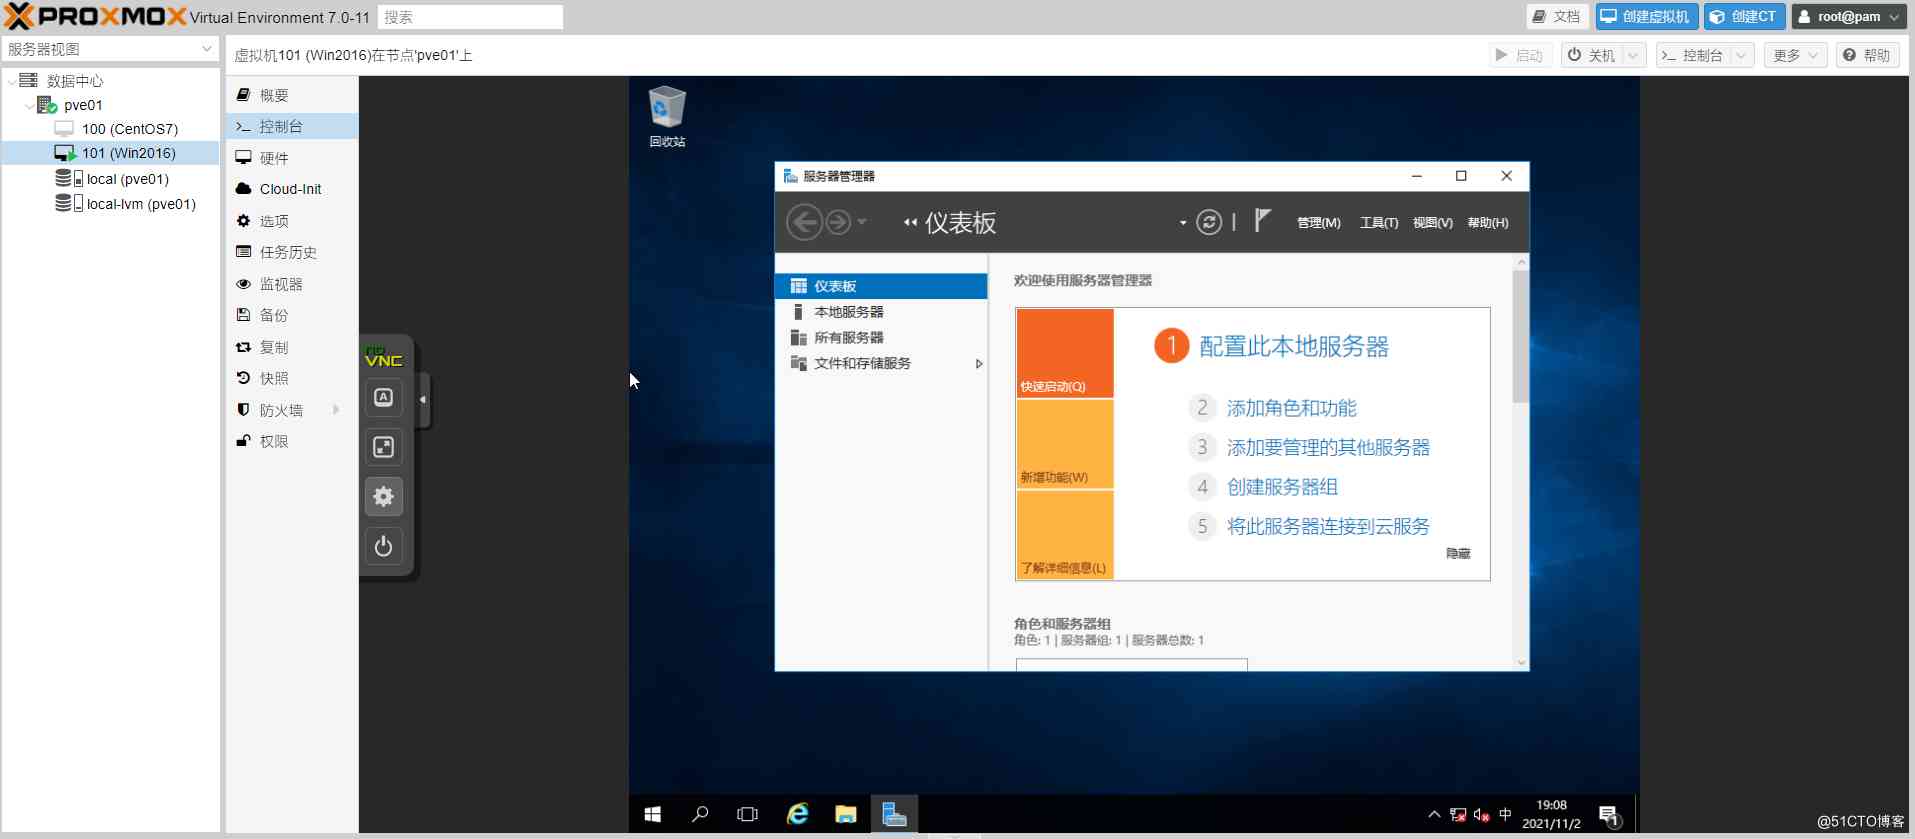 PROXMOX Virtual Environment 7.0-11 搜索 文档 创建虚拟机 创建CT root@pam
服务器视图
虚拟机101 (Win2016)在节点'pve01'上 启动 关机 控制台 更多 帮助
数据中心
pve01
100 (CentOS7)
101 (Win2016)
local (pve01)
local-lvm (pve01)
概要
控制台
硬件
Cloud-Init
选项
任务历史
监视器
备份
复制
快照
防火墙
权限
no
VNC
A
回收站
服务器管理器
仪表板 管理(M) 工具(T) 视图(V) 帮助(H)
仪表板
本地服务器
所有服务器
文件和存储服务
欢迎使用服务器管理器
快速启动(Q)
新增功能(W)
了解详细信息(L)
1 配置此本地服务器
2 添加角色和功能
3 添加要管理的其他服务器
4 创建服务器组
5 将此服务器连接到云服务
隐藏
角色和服务器组
角色: 1 | 服务器组: 1 | 服务器总数: 1
中
19:08
2021/11/2
1
@51CTO博客